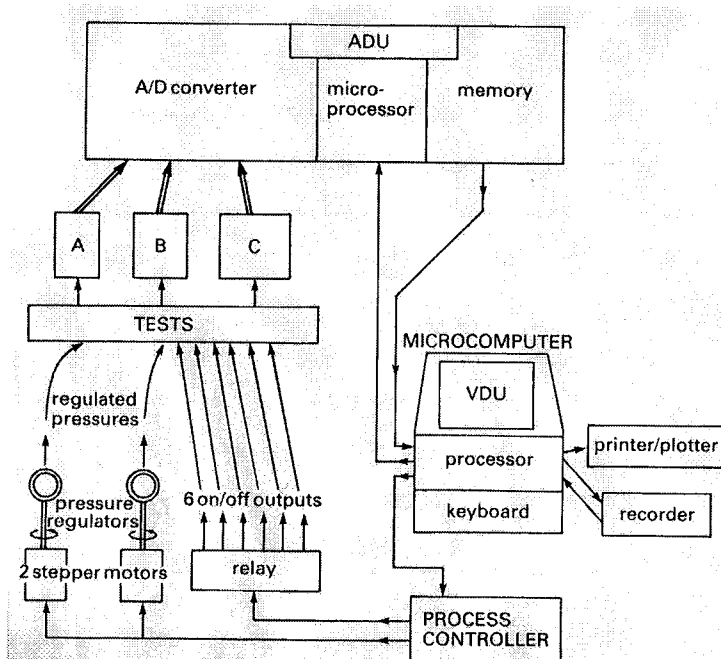 ADU
A/D converter
micro-
processor
memory
A
B
C
TESTS
MICROCOMPUTER
VDU
regulated
pressures
processor
printer/plotter
pressure
regulators
6 on/off outputs
keyboard
recorder
2 stepper motors
relay
PROCESS
CONTROLLER